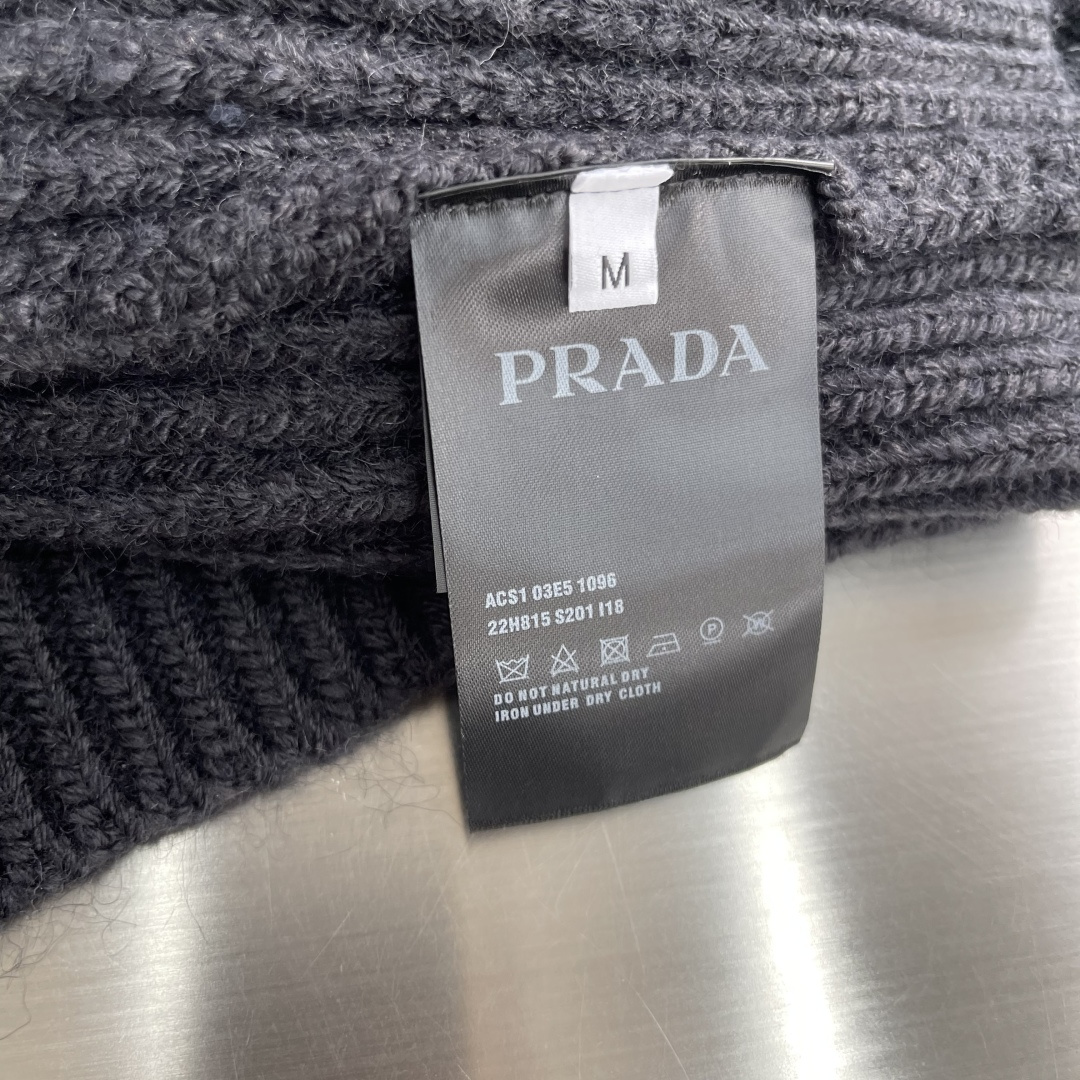 M
PRADA
ACS1 03E5 1096
22H815 S201 I18
P W
DO NOT NATURAL DRY
IRON UNDER DRY CLOTH